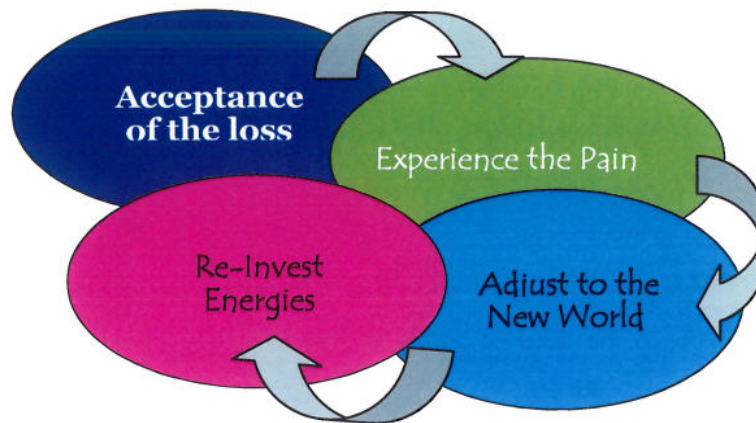 Acceptance
of the loss
Experience the Pain
Adjust to the
New World
Re-Invest
Energies